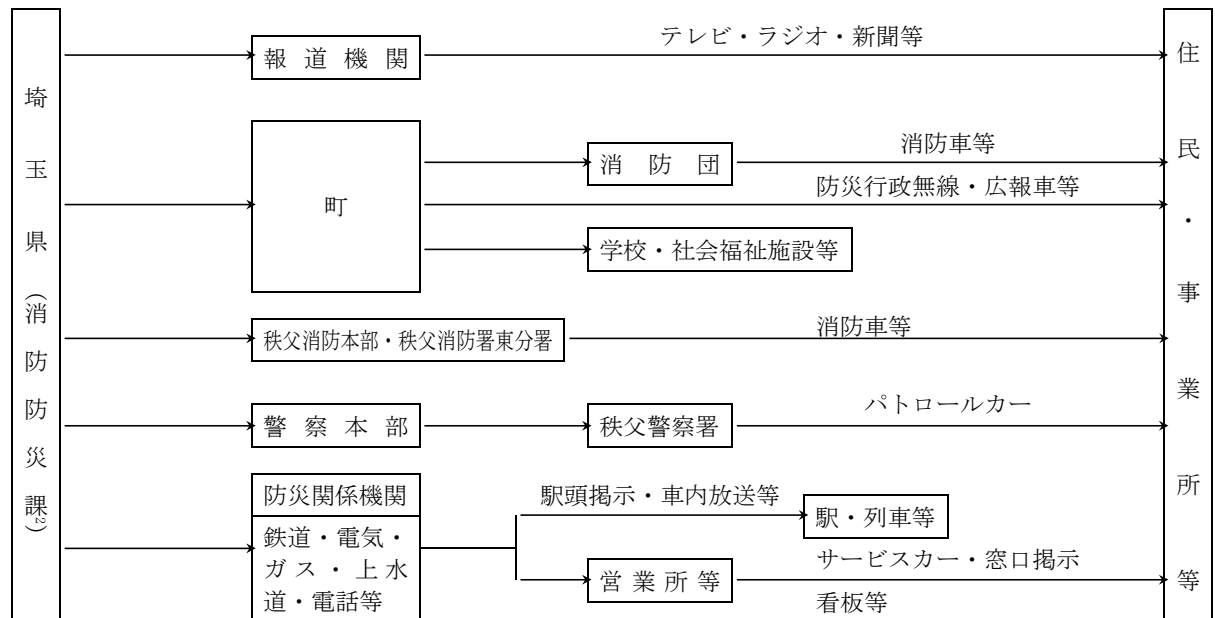 埼玉県(消防防災課2)
報道機関
テレビ・ラジオ・新聞等
町
消防団
消防車等
防災行政無線・広報車等
学校・社会福祉施設等
秩父消防本部・秩父消防署東分署
消防車等
警察本部
秩父警察署
パトロールカー
防災関係機関
鉄道・電気・
ガス・上水
道・電話等
駅頭掲示・車内放送等
駅・列車等
営業所等
サービスカー・窓口掲示
看板等
住民・事業所等